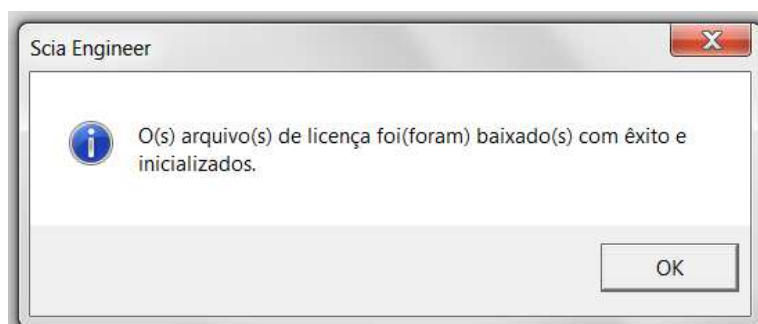 Scia Engineer
O(s) arquivo(s) de licença foi(foram) baixado(s) com êxito e
inicializados.
OK